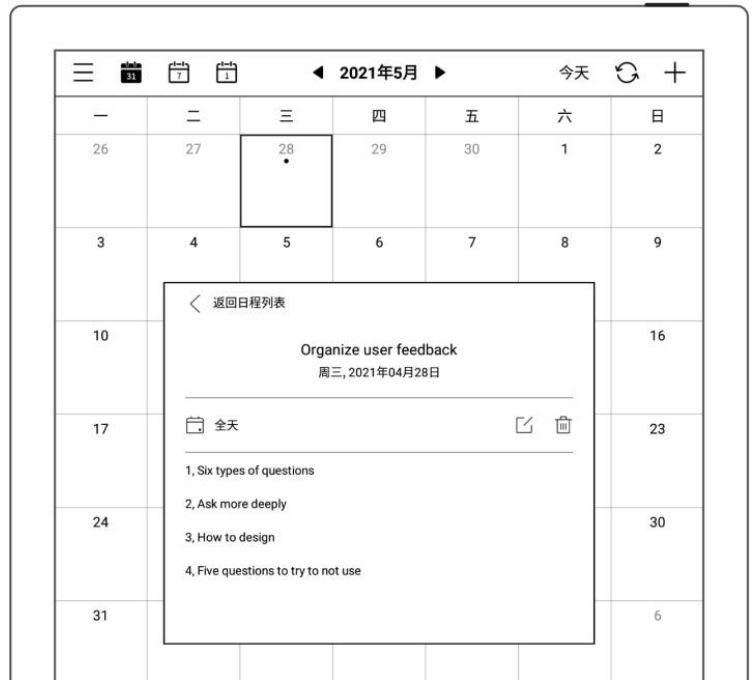 31 7 1 2021年5月 今天
一 二 三 四 五 六 日
26 27 28 29 30 1 2
3 4 5 6 7 8 9
返回日程列表
10 16
Organize user feedback
周三, 2021年04月28日
全天
17 23
1, Six types of questions
2, Ask more deeply
24 30
3, How to design
4, Five questions to try to not use
31 6